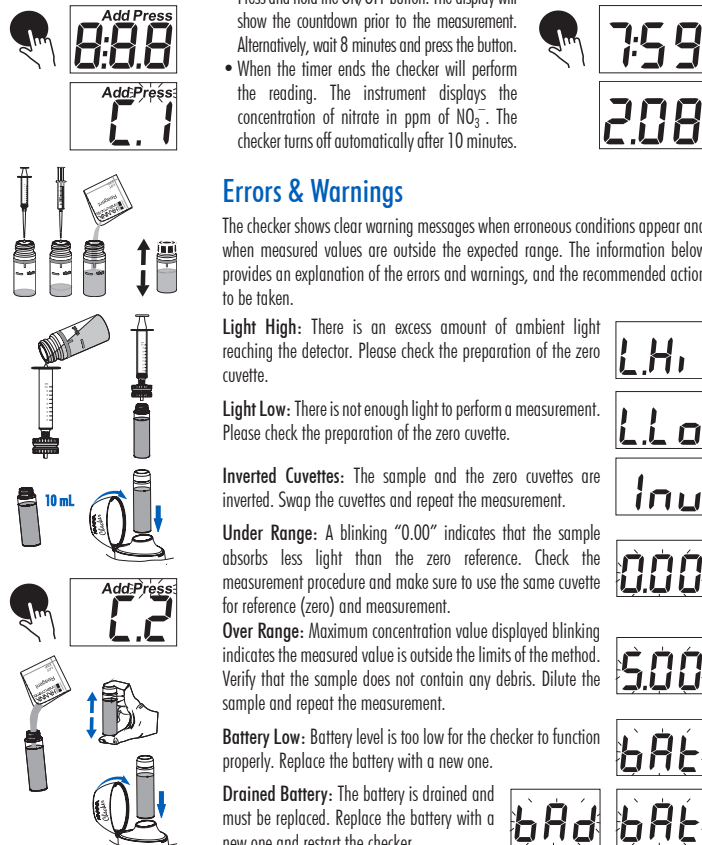 Add Press
8:8.8
Add Press
C.1
Reagent
10 mL
Checker
Add Press
C.2
Reagent
Press and hold the ON/OFF button. The display will
show the countdown prior to the measurement.
Alternatively, wait 8 minutes and press the button.
• When the timer ends the checker will perform
the reading. The instrument displays the
concentration of nitrate in ppm of NO₃⁻. The
checker turns off automatically after 10 minutes.
7:59
2.08
Errors & Warnings
The checker shows clear warning messages when erroneous conditions appear and
when measured values are outside the expected range. The information below
provides an explanation of the errors and warnings, and the recommended action
to be taken.
Light High: There is an excess amount of ambient light
reaching the detector. Please check the preparation of the zero
cuvette.
L.Hi
Light Low: There is not enough light to perform a measurement.
Please check the preparation of the zero cuvette.
L.Lo
Inverted Cuvettes: The sample and the zero cuvettes are
inverted. Swap the cuvettes and repeat the measurement.
Inv
Under Range: A blinking “0.00” indicates that the sample
absorbs less light than the zero reference. Check the
measurement procedure and make sure to use the same cuvette
for reference (zero) and measurement.
0.00
Over Range: Maximum concentration value displayed blinking
indicates the measured value is outside the limits of the method.
Verify that the sample does not contain any debris. Dilute the
sample and repeat the measurement.
5.00
Battery Low: Battery level is too low for the checker to function
properly. Replace the battery with a new one.
bAt
Drained Battery: The battery is drained and
must be replaced. Replace the battery with a
new one and restart the checker.
bAd bAt